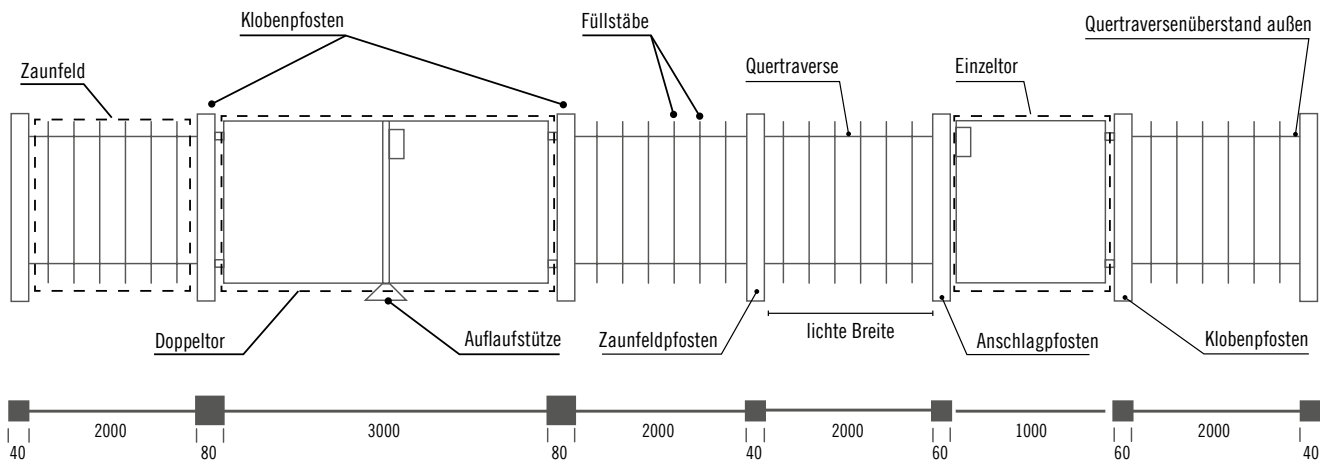 Klobenpfosten
Füllstäbe
Quertraversenüberstand außen
Zaunfeld
Quertraverse
Einzeltor
Doppeltor
Auflaufstütze
Zaunfeldpfosten
lichte Breite
Anschlagpfosten
Klobenpfosten
2000
3000
2000
2000
1000
2000
40
80
80
40
60
60
40